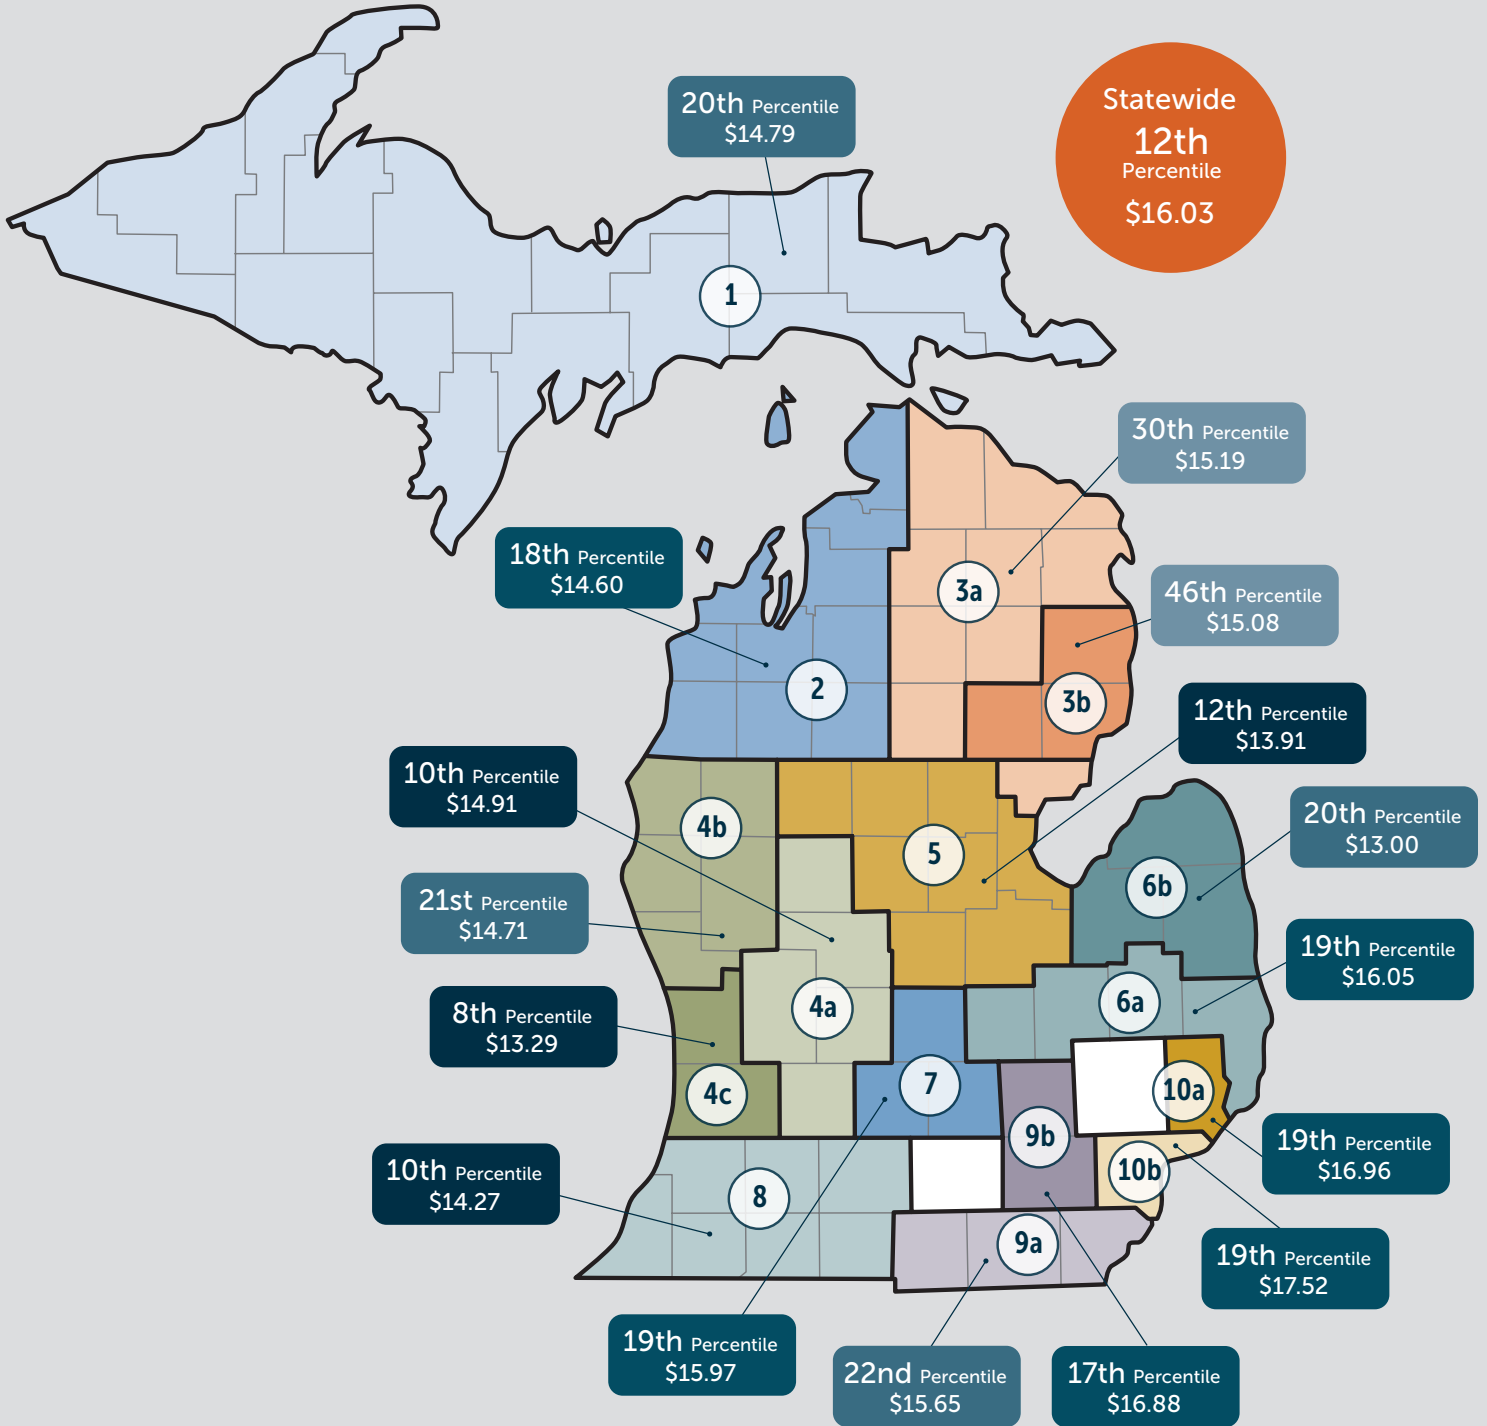 20th Percentile
$14.79
Statewide
12th
Percentile
$16.03
1
30th Percentile
$15.19
18th Percentile
$14.60
3a
46th Percentile
$15.08
2
3b
12th Percentile
$13.91
10th Percentile
$14.91
4b
5
20th Percentile
$13.00
21st Percentile
$14.71
6b
19th Percentile
$16.05
8th Percentile
$13.29
4a
6a
4c
7
10a
9b
19th Percentile
$16.96
10th Percentile
$14.27
8
10b
9a
19th Percentile
$17.52
19th Percentile
$15.97
22nd Percentile
$15.65
17th Percentile
$16.88